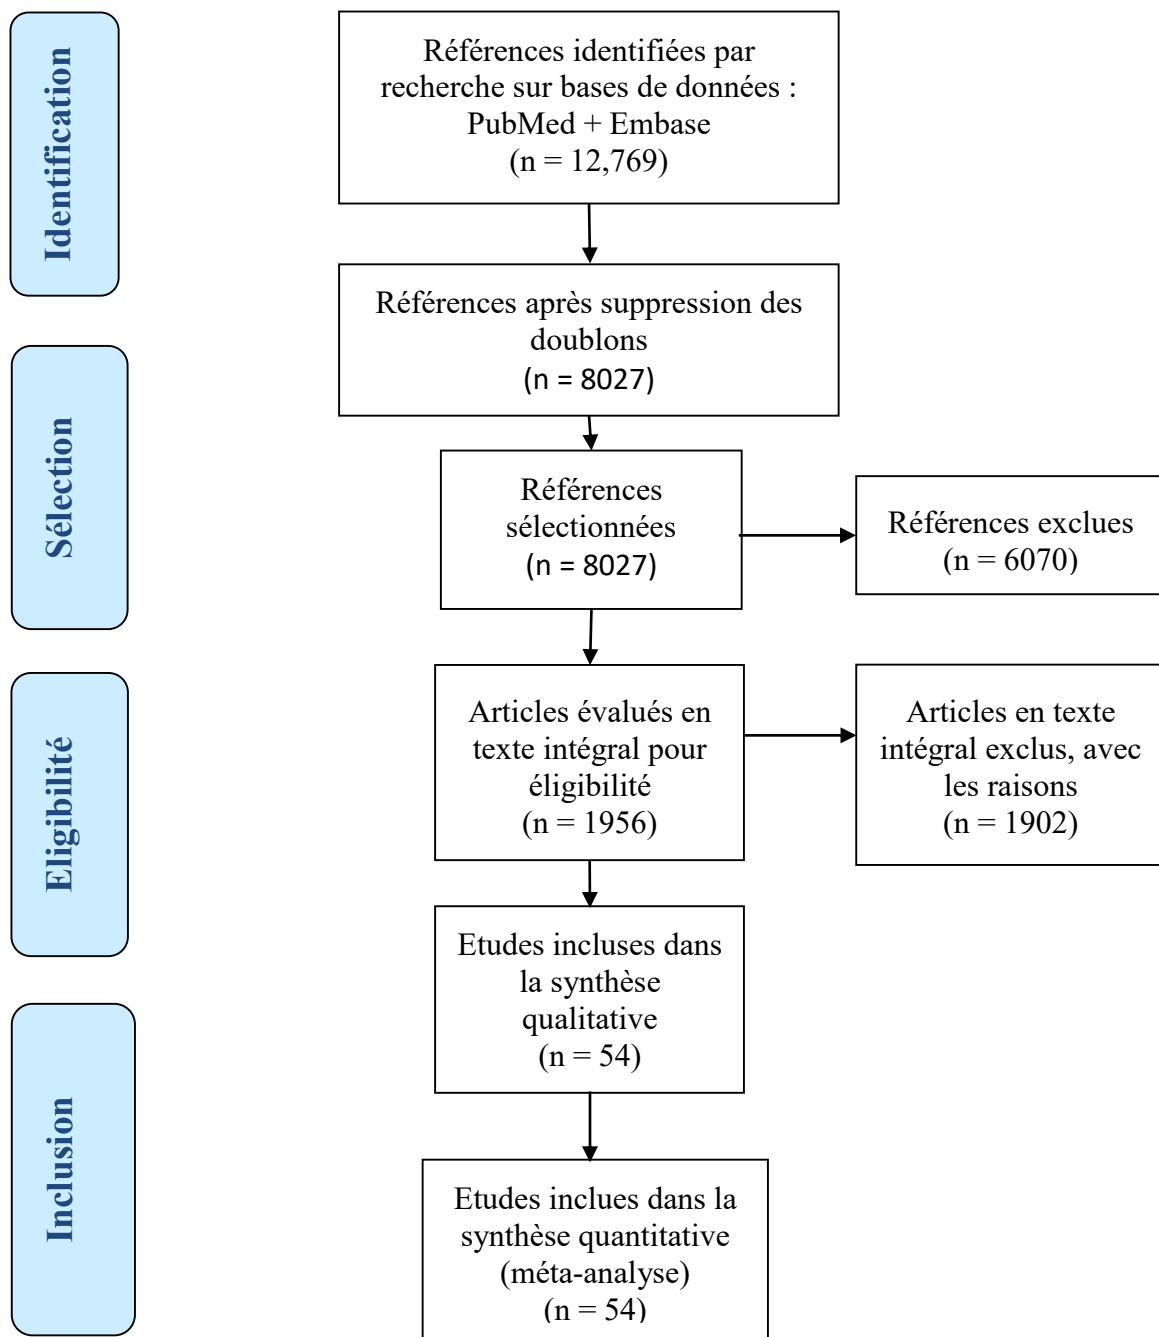 Identification
Références identifiées par
recherche sur bases de données :
PubMed + Embase
(n = 12,769)
Références après suppression des
doublons
(n = 8027)
Sélection
Références
sélectionnées
(n = 8027)
Références exclues
(n = 6070)
Eligibilité
Articles évalués en
texte intégral pour
éligibilité
(n = 1956)
Articles en texte
intégral exclus, avec
les raisons
(n = 1902)
Etudes incluses dans
la synthèse
qualitative
(n = 54)
Inclusion
Etudes inclues dans la
synthèse quantitative
(méta-analyse)
(n = 54)